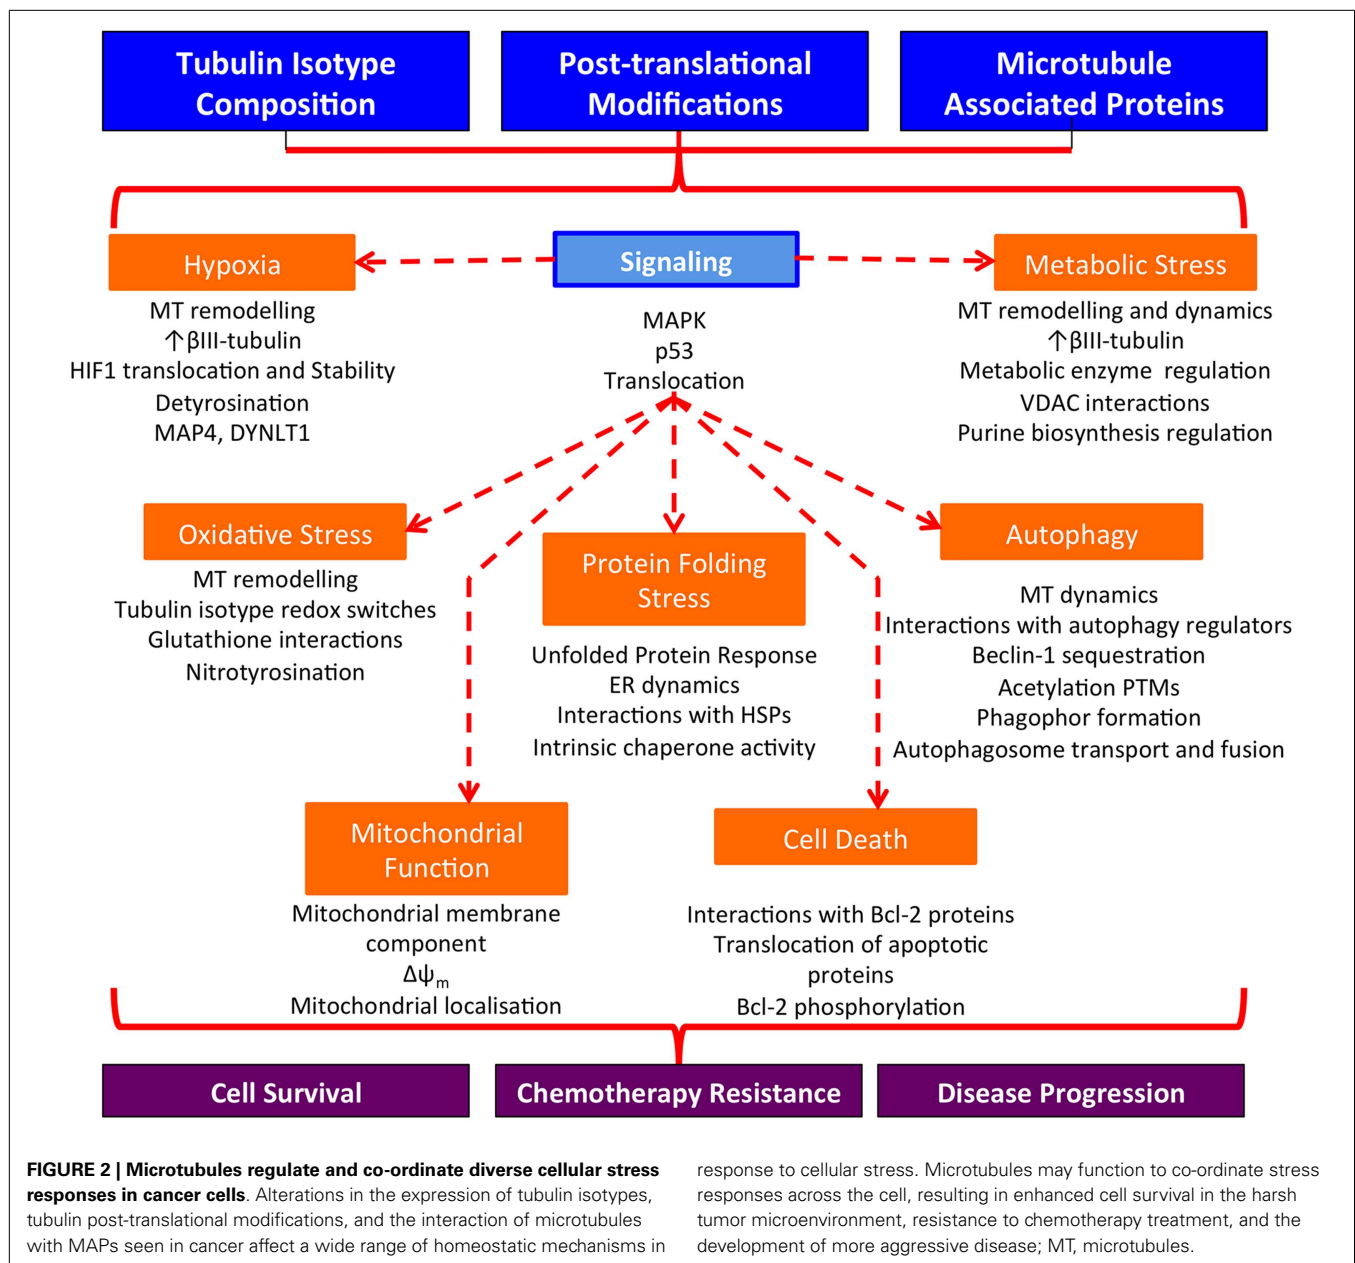 Tubulin Isotype
Composition
Post-translational
Modifications
Microtubule
Associated Proteins
Hypoxia
MT remodelling
↑βIII-tubulin
HIF1 translocation and Stability
Detyrosination
MAP4, DYNLT1
Signaling
MAPK
p53
Translocation
Metabolic Stress
MT remodelling and dynamics
↑βIII-tubulin
Metabolic enzyme regulation
VDAC interactions
Purine biosynthesis regulation
Oxidative Stress
MT remodelling
Tubulin isotype redox switches
Glutathione interactions
Nitrotyrosination
Protein Folding
Stress
Unfolded Protein Response
ER dynamics
Interactions with HSPs
Intrinsic chaperone activity
Autophagy
MT dynamics
Interactions with autophagy regulators
Beclin-1 sequestration
Acetylation PTMs
Phagophor formation
Autophagosome transport and fusion
Mitochondrial
Function
Mitochondrial membrane
component
Δψm
Mitochondrial localisation
Cell Death
Interactions with Bcl-2 proteins
Translocation of apoptotic
proteins
Bcl-2 phosphorylation
Cell Survival
Chemotherapy Resistance
Disease Progression
FIGURE 2 | Microtubules regulate and co-ordinate diverse cellular stress
responses in cancer cells. Alterations in the expression of tubulin isotypes,
tubulin post-translational modifications, and the interaction of microtubules
with MAPs seen in cancer affect a wide range of homeostatic mechanisms in
response to cellular stress. Microtubules may function to co-ordinate stress
responses across the cell, resulting in enhanced cell survival in the harsh
tumor microenvironment, resistance to chemotherapy treatment, and the
development of more aggressive disease; MT, microtubules.